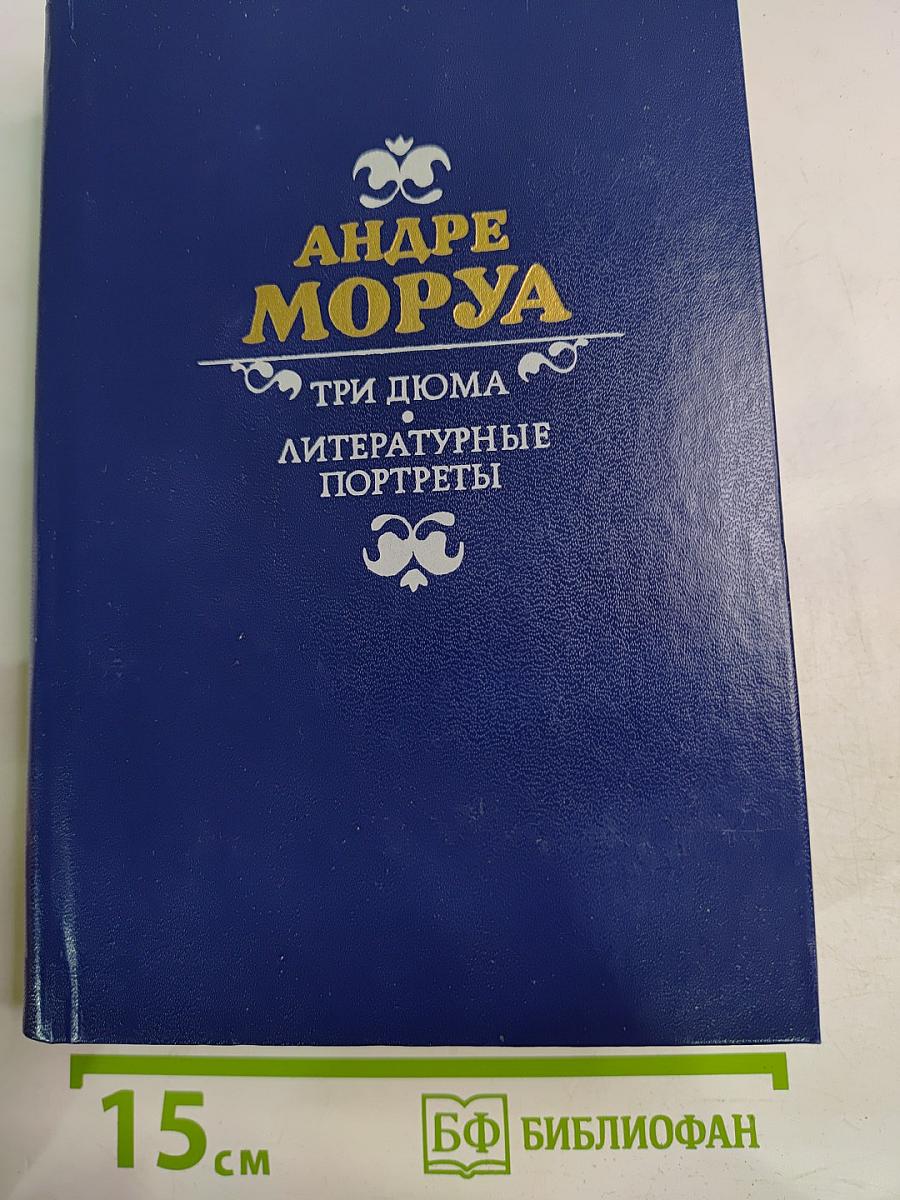 АНДРЕ
МОРУА
ТРИ ДЮМА
•
ЛИТЕРАТУРНЫЕ
ПОРТРЕТЫ
15 см
БФ БИБЛИОФАН